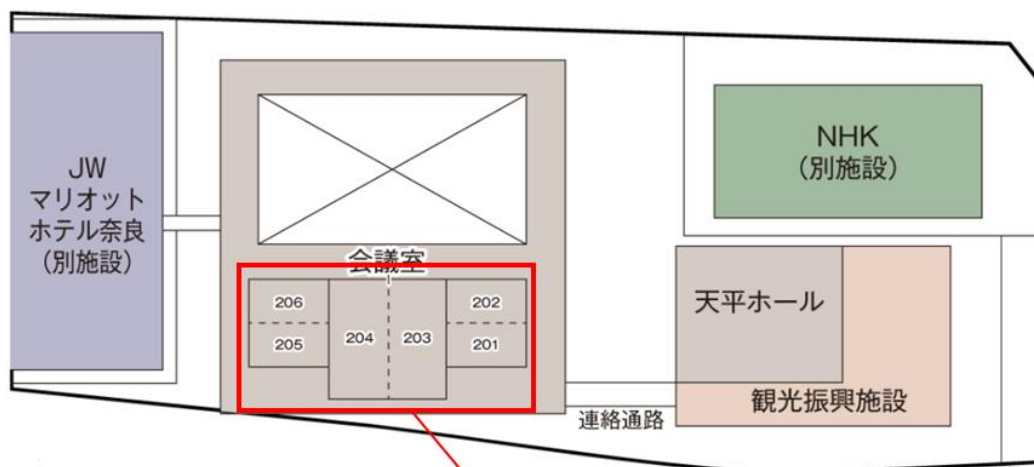 JW
マリオット
ホテル奈良
(別施設)
会議室
206
205
204
203
202
201
NHK
(別施設)
天平ホール
観光振興施設
連絡通路